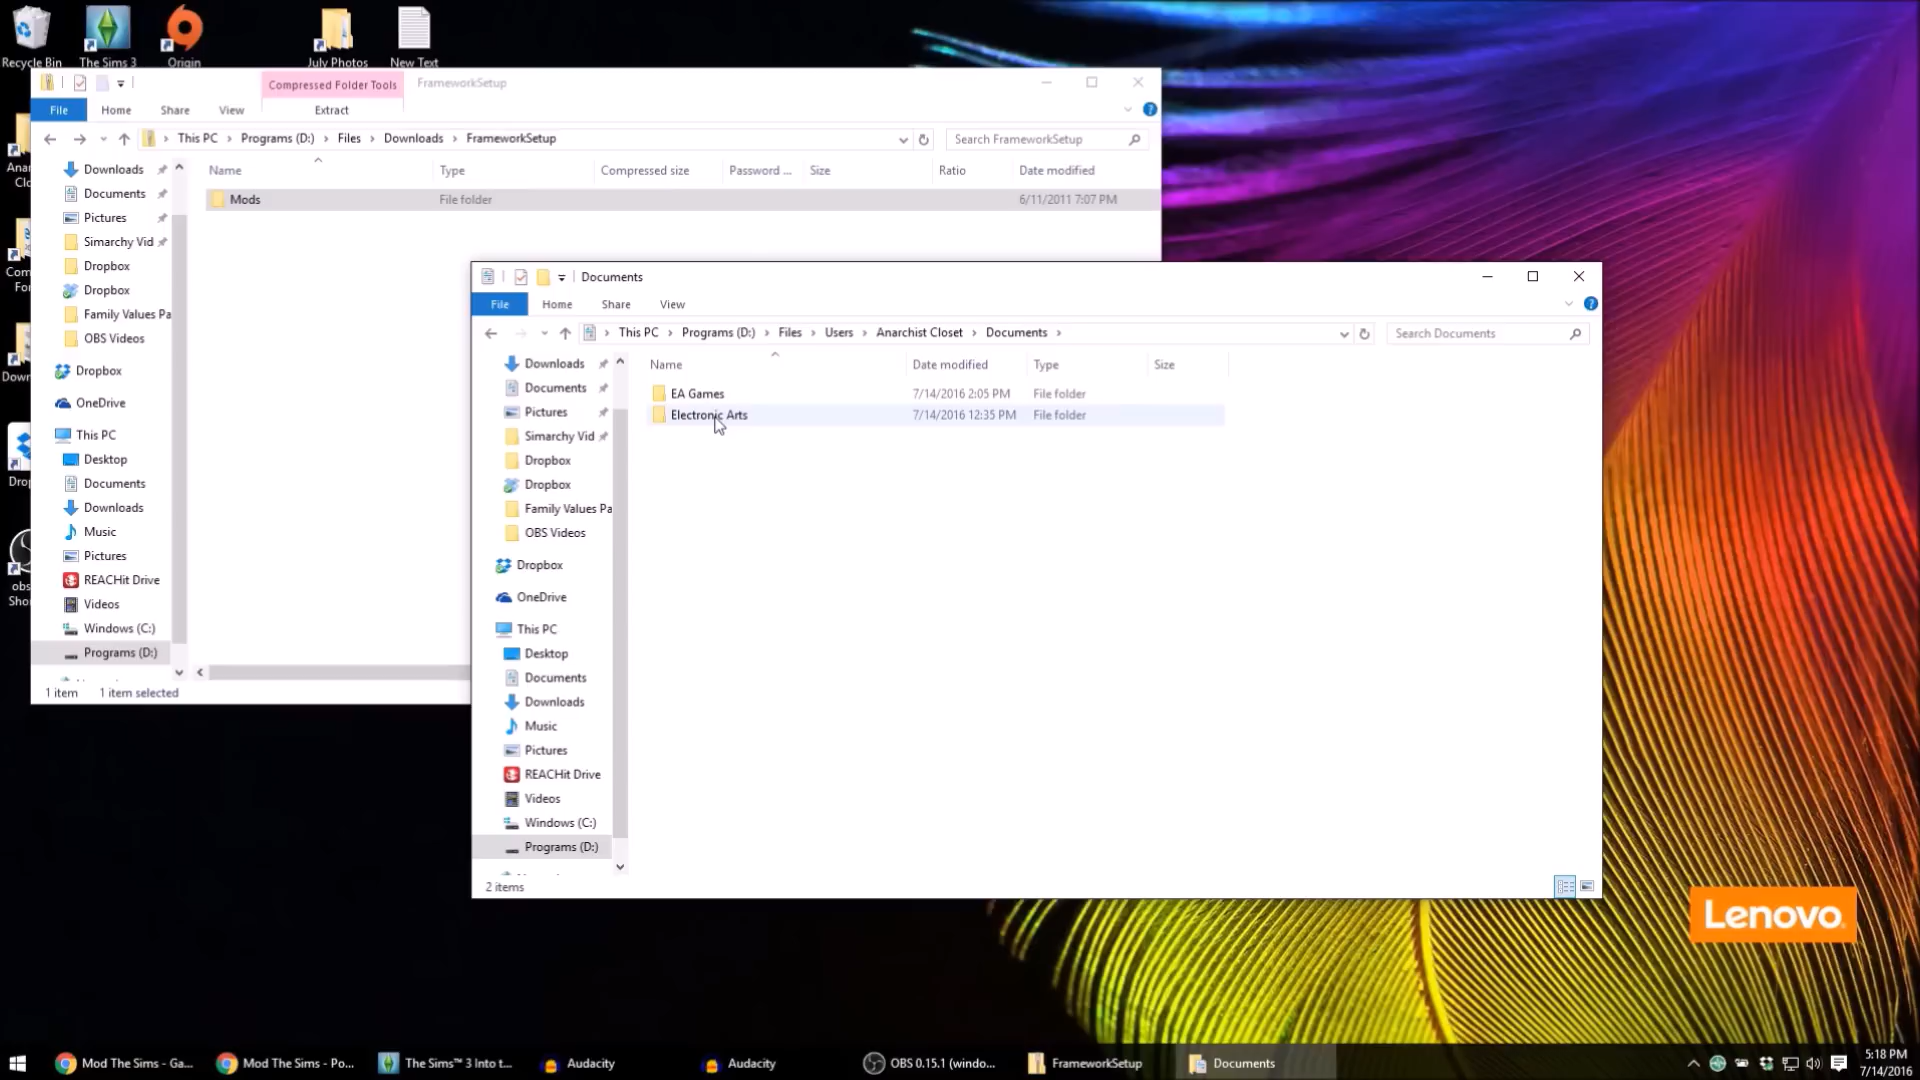 Recycle Bin
The Sims 3
Origin
July Photos
New Text
Compressed Folder Tools
FrameworkSetup
File
Home
Share
View
Extract
This PC
Programs (D:)
Files
Downloads
FrameworkSetup
Search FrameworkSetup
Name
Type
Compressed size
Password ...
Size
Ratio
Date modified
Mods
File folder
6/11/2011 7:07 PM
Downloads
Documents
Pictures
Simarchy Vid
Dropbox
Dropbox
Family Values Pa
OBS Videos
Dropbox
OneDrive
This PC
Desktop
Documents
Downloads
Music
Pictures
REACHit Drive
Videos
Windows (C:)
Programs (D:)
1 item
1 item selected
Documents
File
Home
Share
View
This PC
Programs (D:)
Files
Users
Anarchist Closet
Documents
Search Documents
Name
Date modified
Type
Size
EA Games
7/14/2016 2:05 PM
File folder
Electronic Arts
7/14/2016 12:35 PM
File folder
Downloads
Documents
Pictures
Simarchy Vid
Dropbox
Dropbox
Family Values Pa
OBS Videos
Dropbox
OneDrive
This PC
Desktop
Documents
Downloads
Music
Pictures
REACHit Drive
Videos
Windows (C:)
Programs (D:)
2 items
Lenovo
Mod The Sims - Ga...
Mod The Sims - Po...
The Sims™ 3 Into t...
Audacity
Audacity
OBS 0.15.1 (windo...
FrameworkSetup
Documents
5:18 PM
7/14/2016